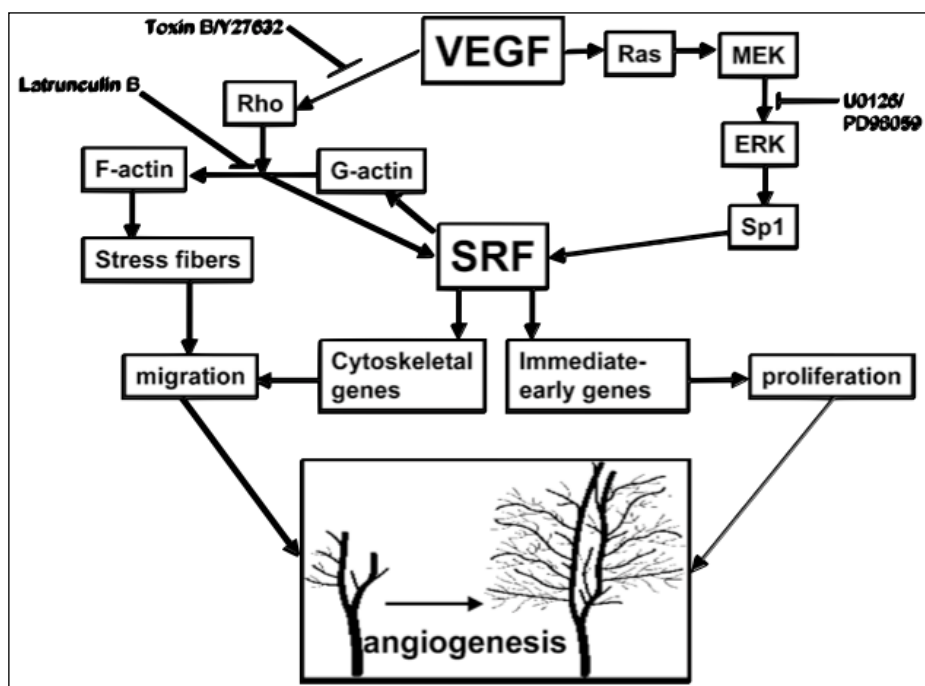 Toxin B/Y27632
VEGF
Ras
MEK
Latrunculin B
Rho
U0126/
PD98059
ERK
F-actin
G-actin
Sp1
Stress fibers
SRF
migration
Cytoskeletal
genes
Immediate-
early genes
proliferation
angiogenesis